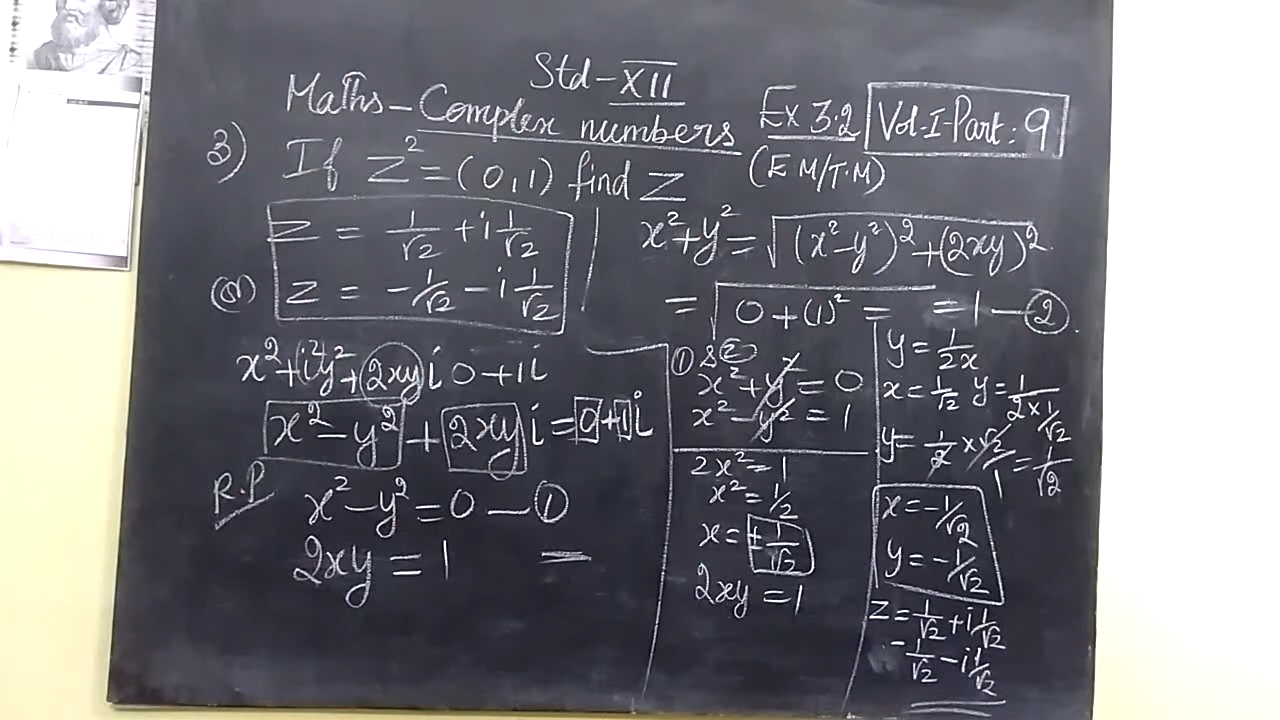 Std-XII
Maths-Complex numbers
Ex 3.2
Vol-I-Part: 9
(E.M/T.M)
3) If Z² = (0,1) find Z
Z = 1/√2 + i 1/√2
(or) Z = -1/√2 - i 1/√2
x² + i²y² + (2xy)i 0 + 1i
x² - y² + 2xy i = 0 + 1i
R.P x² - y² = 0 — ①
2xy = 1 —
x² + y² = √(x² - y²)² + (2xy)².
= √0 + (1)² = = 1 — ②.
① & ②
x² + y² = 0
x² - y² = 1
2x² = 1
x² = 1/2
x = ± 1/√2
2xy = 1
y = 1/2x
x = 1/√2 y = 1/2 × 1/√2
y = 1/2 × √2/1 = 1/√2
x = -1/√2
y = -1/√2
Z = 1/√2 + i 1/√2
- 1/√2 - i 1/√2